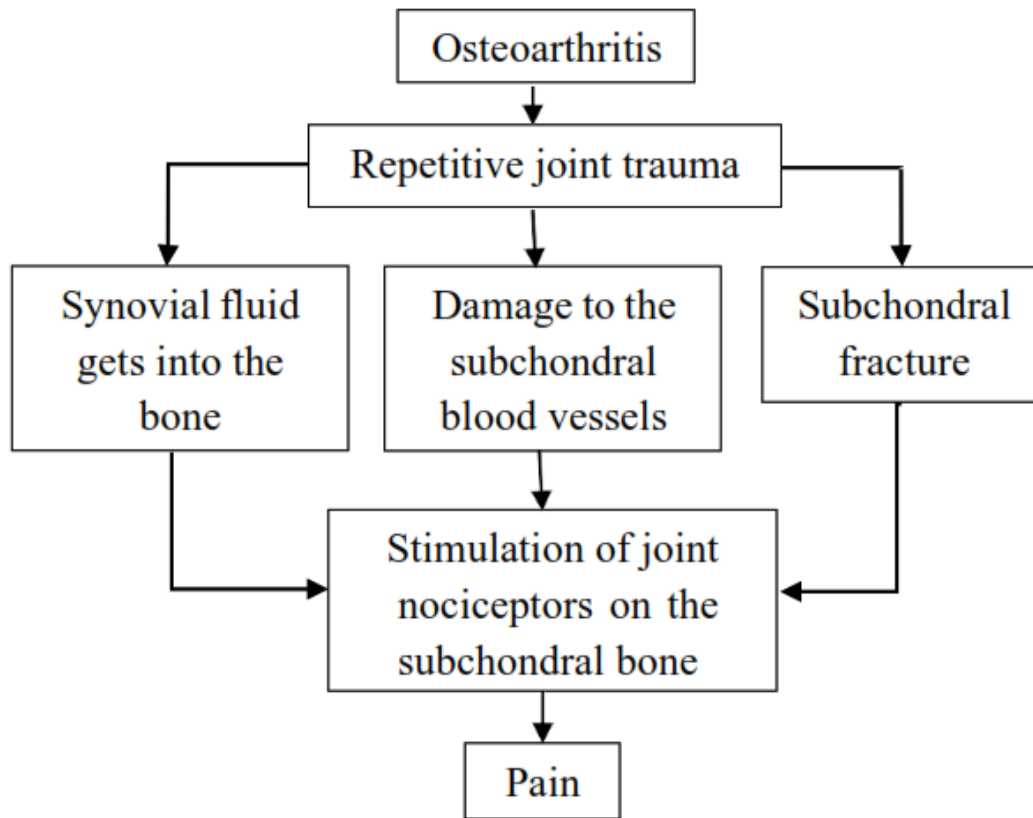 Osteoarthritis
Repetitive joint trauma
Synovial fluid
gets into the
bone
Damage to the
subchondral
blood vessels
Subchondral
fracture
Stimulation of joint
nociceptors on the
subchondral bone
Pain